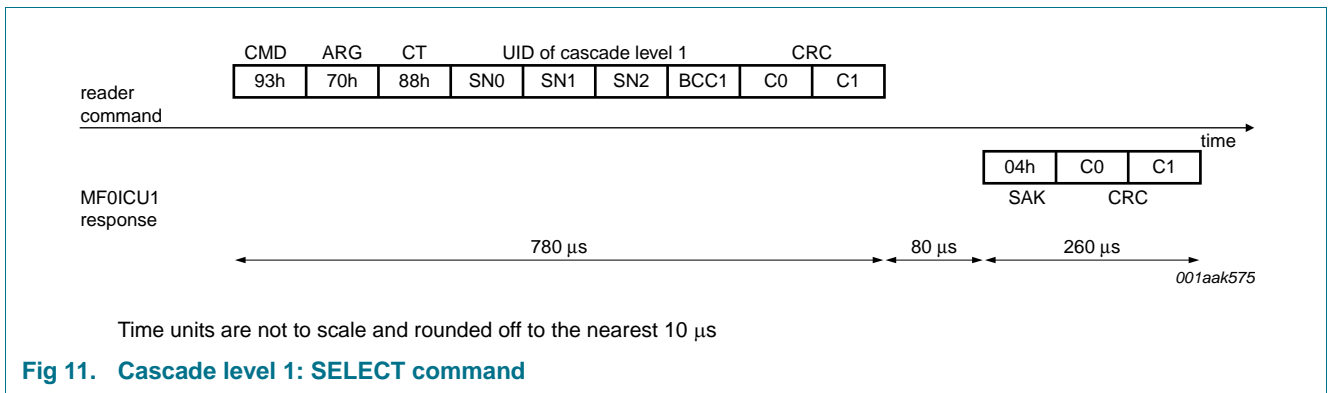 CMD ARG CT UID of cascade level 1 CRC
93h 70h 88h SN0 SN1 SN2 BCC1 C0 C1
reader
command
time
04h C0 C1
MF0ICU1
response
SAK CRC
780 μs 80 μs 260 μs
001aak575
Time units are not to scale and rounded off to the nearest 10 μs
Fig 11. Cascade level 1: SELECT command